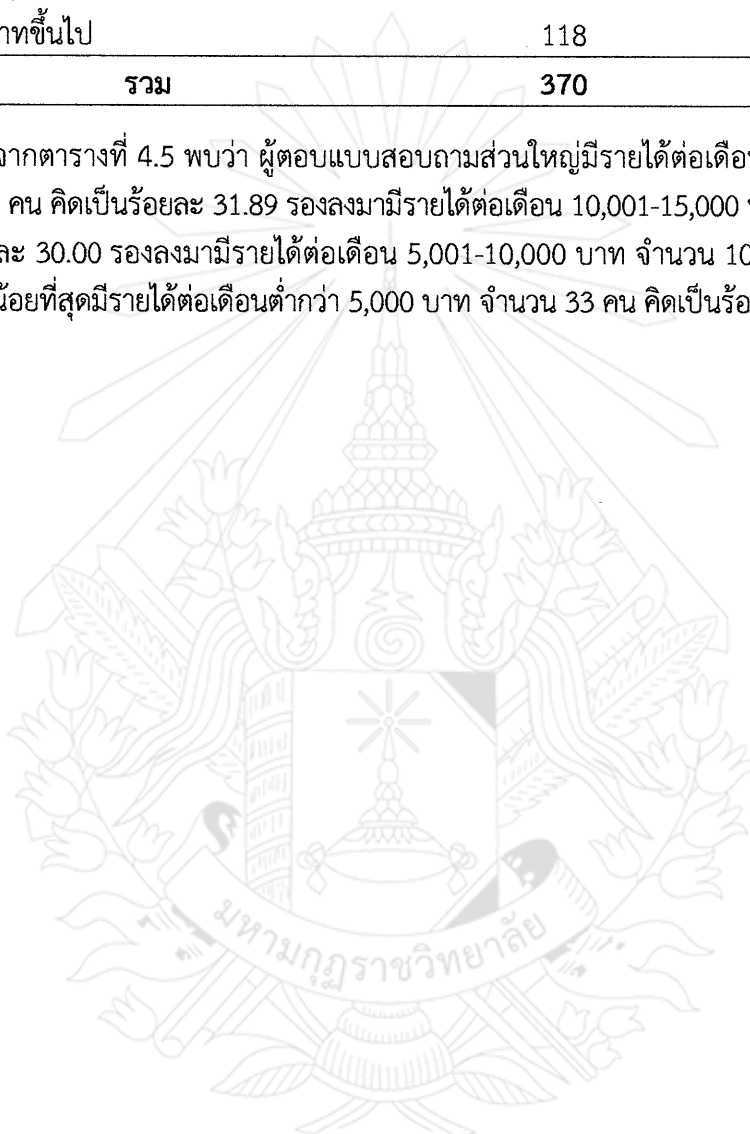 าทขึ้นไป 118
รวม 370
จากตารางที่ 4.5 พบว่า ผู้ตอบแบบสอบถามส่วนใหญ่มีรายได้ต่อเดือน
คน คิดเป็นร้อยละ 31.89 รองลงมามีรายได้ต่อเดือน 10,001-15,000
ละ 30.00 รองลงมามีรายได้ต่อเดือน 5,001-10,000 บาท จำนวน 10
น้อยที่สุดมีรายได้ต่อเดือนต่ำกว่า 5,000 บาท จำนวน 33 คน คิดเป็นร้อ
มหามกุฏราชวิทยาลัย